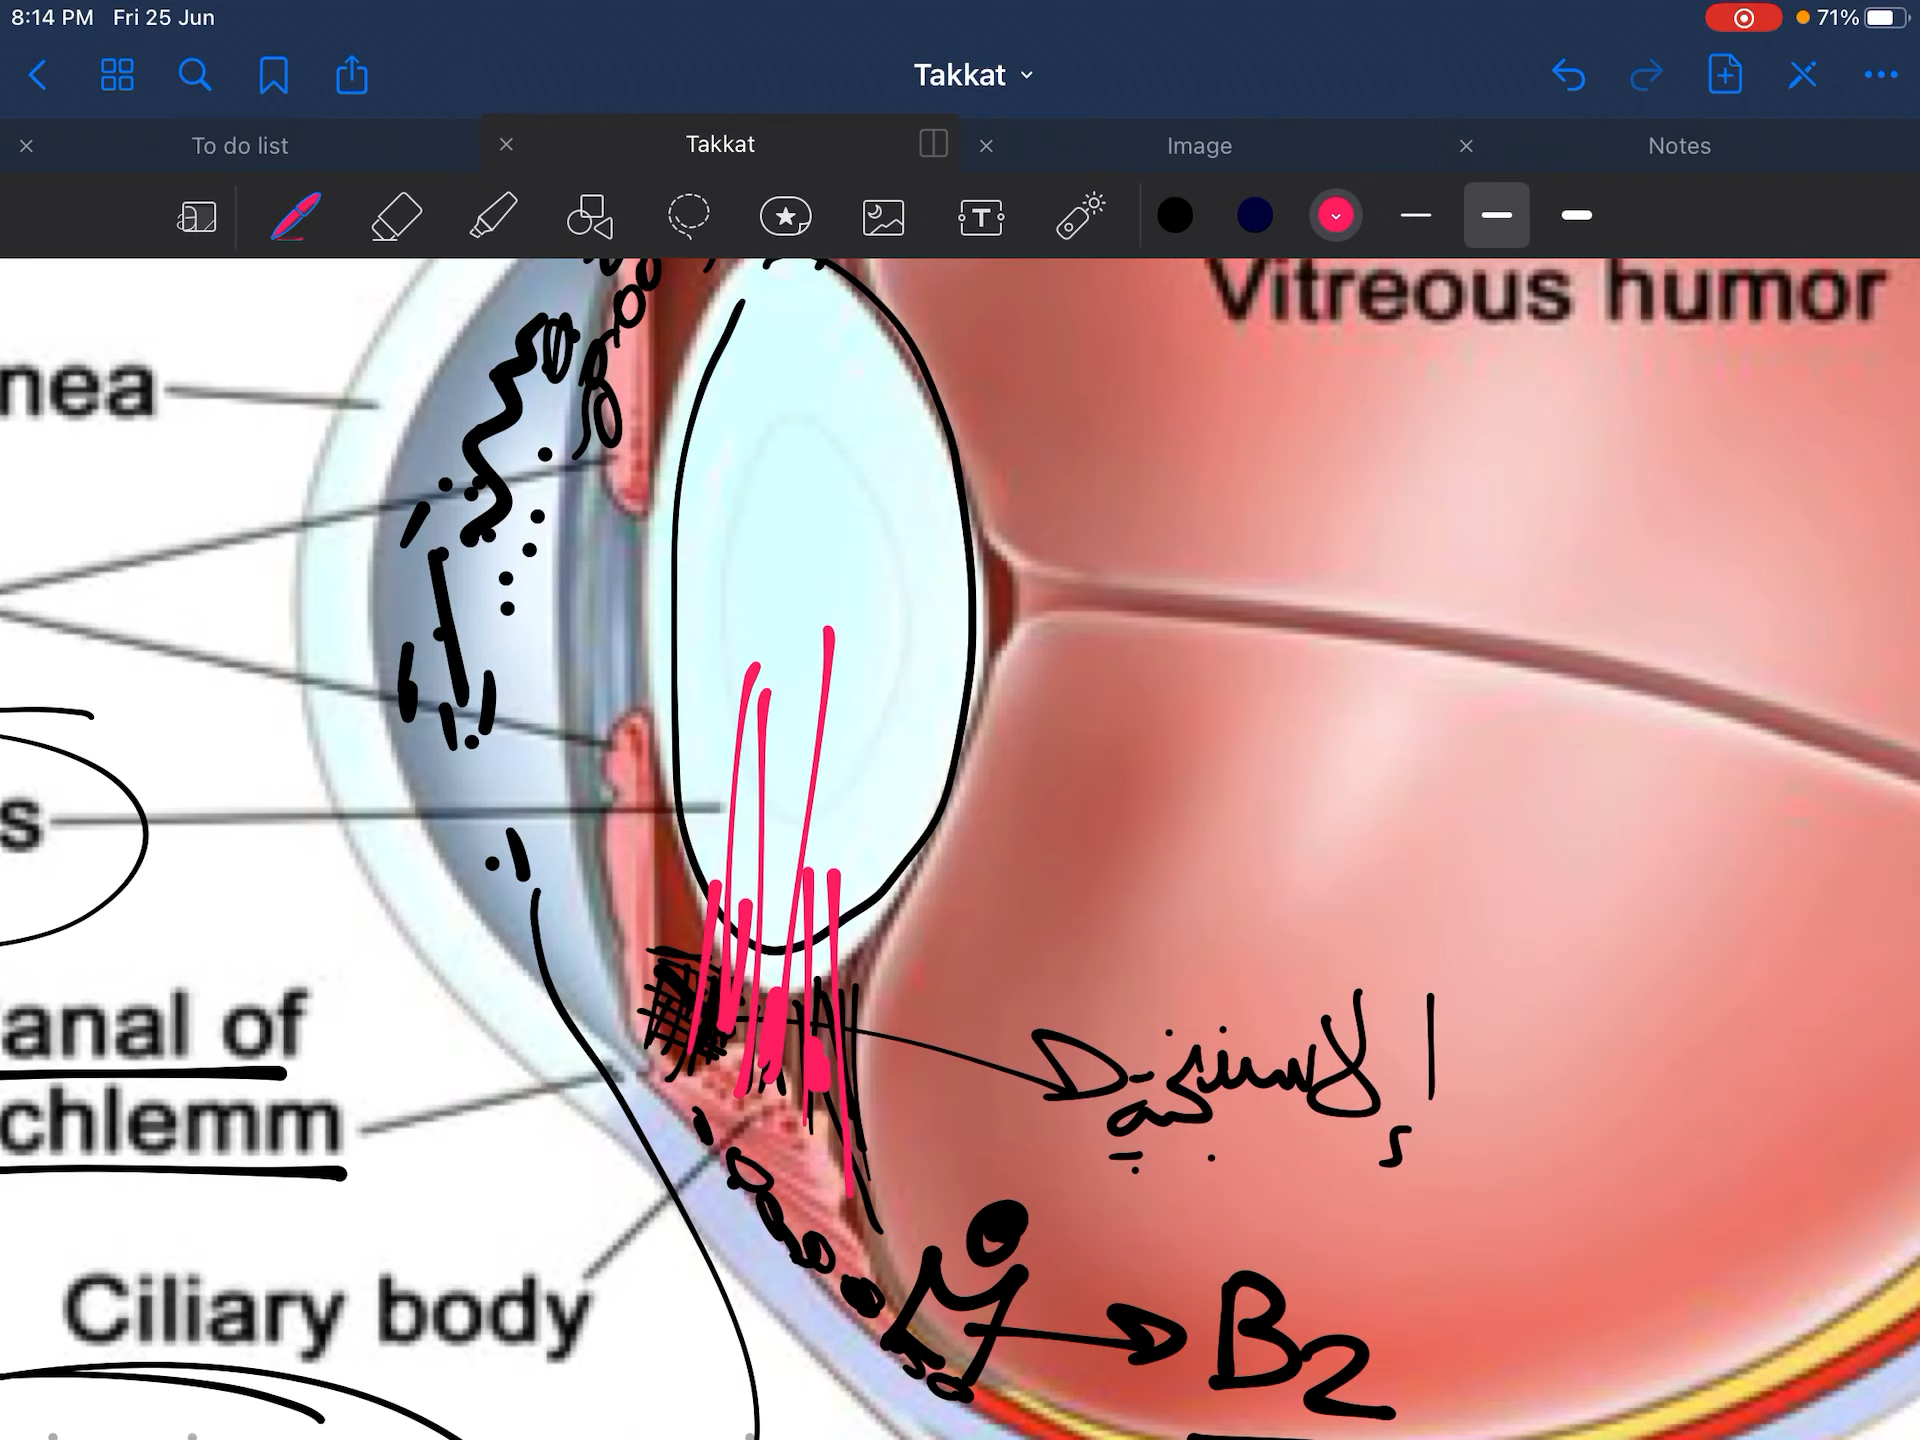 8:14 PM Fri 25 Jun
71%
Takkat
To do list
Takkat
Image
Notes
Vitreous humor
nea
s
anal of
chlemm
Ciliary body
B2